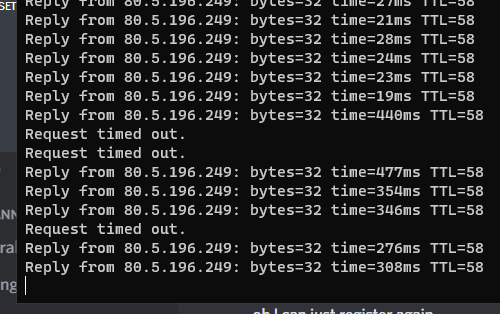 SET
Reply from 80.5.196.249: bytes=32 time=27ms TTL=58
Reply from 80.5.196.249: bytes=32 time=21ms TTL=58
Reply from 80.5.196.249: bytes=32 time=28ms TTL=58
Reply from 80.5.196.249: bytes=32 time=24ms TTL=58
Reply from 80.5.196.249: bytes=32 time=23ms TTL=58
Reply from 80.5.196.249: bytes=32 time=19ms TTL=58
Reply from 80.5.196.249: bytes=32 time=440ms TTL=58
Request timed out.
Request timed out.
Reply from 80.5.196.249: bytes=32 time=477ms TTL=58
Reply from 80.5.196.249: bytes=32 time=354ms TTL=58
Reply from 80.5.196.249: bytes=32 time=346ms TTL=58
Request timed out.
Reply from 80.5.196.249: bytes=32 time=276ms TTL=58
Reply from 80.5.196.249: bytes=32 time=308ms TTL=58
ANN
ral
ng
oh I can just register again